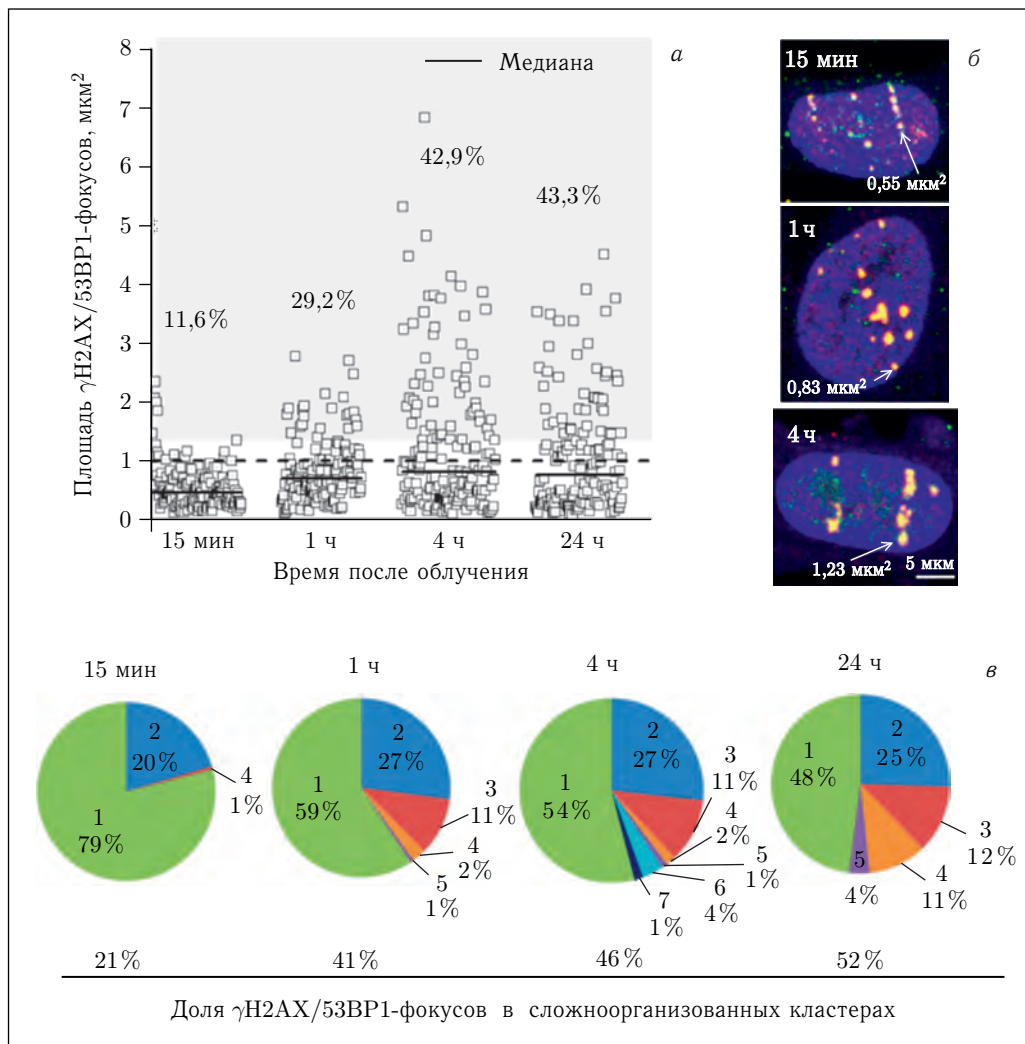 8
7
6
5
4
3
2
1
0
Площадь γH2AX/53BP1-фокусов, мкм²
Медиана
а
11,6%
29,2%
42,9%
43,3%
15 мин
1 ч
4 ч
24 ч
Время после облучения
б
15 мин
0,55 мкм²
1 ч
0,83 мкм²
4 ч
1,23 мкм²
5 мкм
15 мин
1 ч
4 ч
24 ч
в
2
20%
4
1%
1
79%
2
27%
1
59%
3
11%
4
2%
5
1%
2
27%
1
54%
3
11%
4
2%
5
1%
6
4%
7
1%
2
25%
1
48%
3
12%
4
11%
5
4%
21%
41%
46%
52%
Доля γH2AX/53BP1-фокусов в сложноорганизованных кластерах